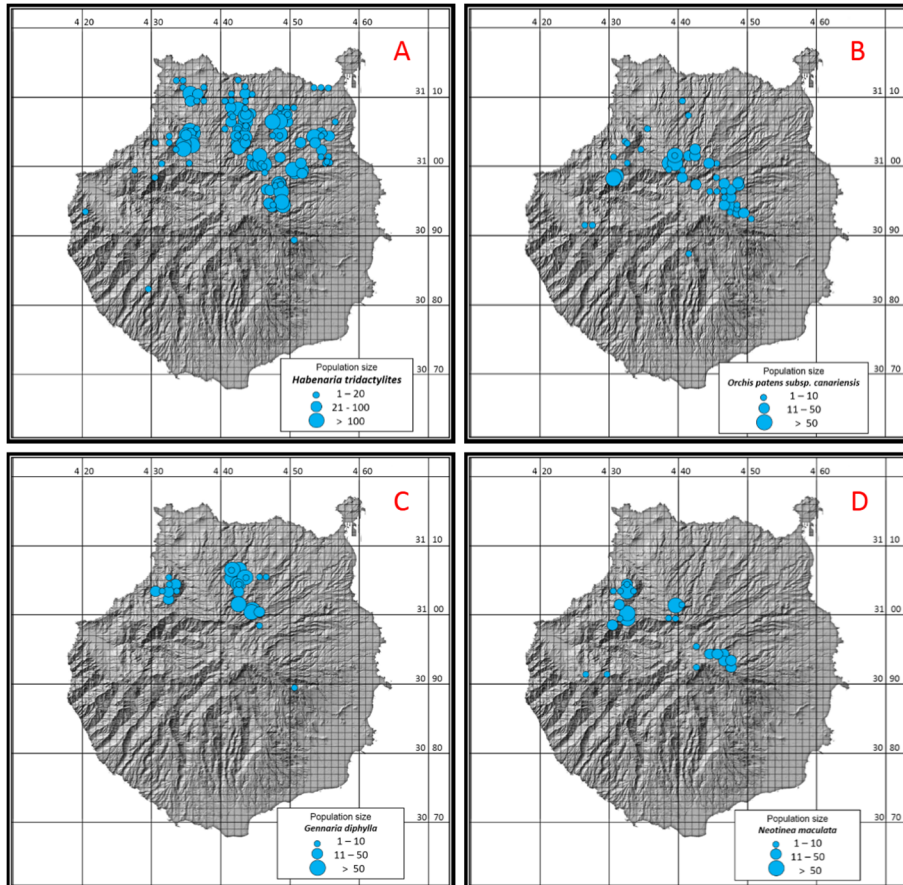 4 20 4 30 4 40 4 50 4 60
A
31 10
31 00
30 90
30 80
30 70
Population size
Habenaria tridactylites
1 – 20
21 - 100
> 100
4 20 4 30 4 40 4 50 4 60
B
31 10
31 00
30 90
30 80
30 70
Population size
Orchis patens subsp. canariensis
1 – 10
11 – 50
> 50
4 20 4 30 4 40 4 50 4 60
C
31 10
31 00
30 90
30 80
30 70
Population size
Gennaria diphylla
1 – 10
11 – 50
> 50
4 20 4 30 4 40 4 50 4 60
D
31 10
31 00
30 90
30 80
30 70
Population size
Neotinea maculata
1 – 10
11 – 50
> 50